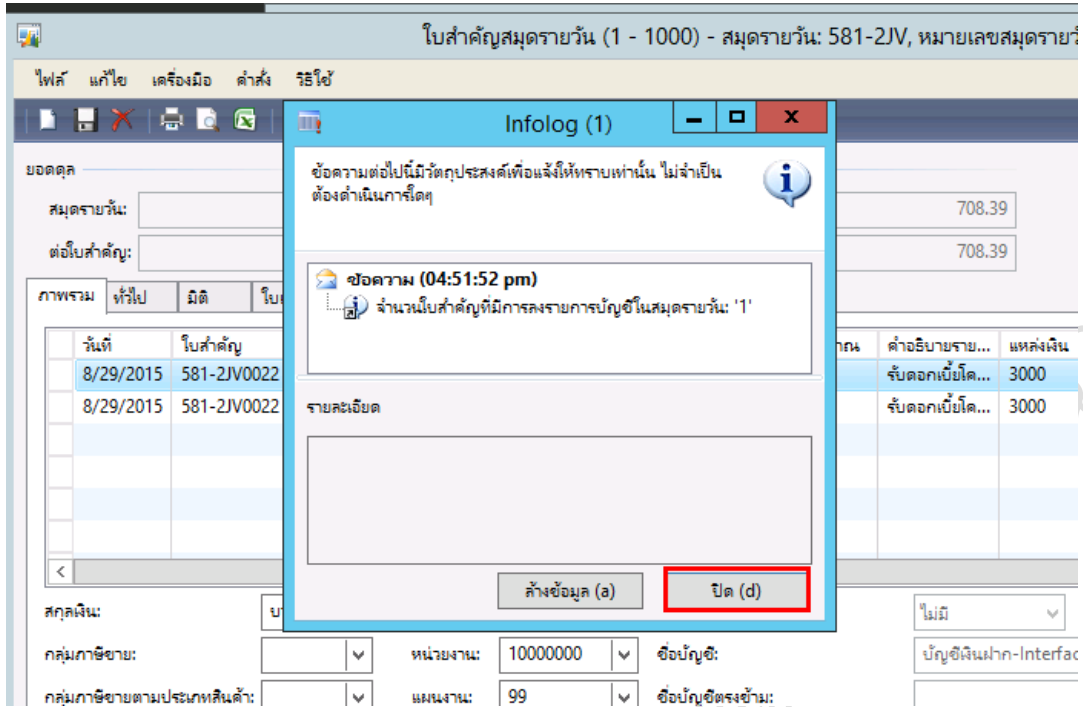 ใบสำคัญสมุดรายวัน (1 - 1000) - สมุดรายวัน: 581-2JV, หมายเลขสมุดรายวั
ไฟล์ แก้ไข เครื่องมือ คำสั่ง วิธีใช้
Infolog (1)
ยอดดุล
ข้อความต่อไปนี้มีวัตถุประสงค์เพื่อแจ้งให้ทราบเท่านั้น ไม่จำเป็น
ต้องดำเนินการใดๆ
สมุดรายวัน: 708.39
ต่อใบสำคัญ: 708.39
ข้อความ (04:51:52 pm)
จำนวนใบสำคัญที่มีการลงรายการบัญชีในสมุดรายวัน: '1'
ภาพรวม ทั่วไป มิติ
วันที่ ใบสำคัญ คำอธิบายราย... แหล่งเงิน
8/29/2015 581-2JV0022 รับดอกเบี้ยโค... 3000
8/29/2015 581-2JV0022 รับดอกเบี้ยโค... 3000
รายละเอียด
ล้างข้อมูล (a) ปิด (d)
สกุลเงิน: ไม่มี
กลุ่มภาษีขาย: หน่วยงาน: 10000000 ชื่อบัญชี: บัญชีเงินฝาก-Interfac
กลุ่มภาษีขายตามประเภทสินค้า: แผนงาน: 99 ชื่อบัญชีตรงข้าม: